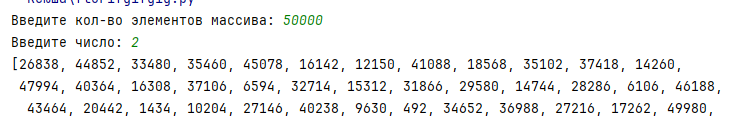 Введите кол-во элементов массива: 50000
Введите число: 2
[26838, 44852, 33480, 35460, 45078, 16142, 12150, 41088, 18568, 35102, 37418, 14260,
47994, 40364, 16308, 37106, 6594, 32714, 15312, 31866, 29580, 14744, 28286, 6106, 46188,
43464, 20442, 1434, 10204, 27146, 40238, 9630, 492, 34652, 36988, 27216, 17262, 49980,